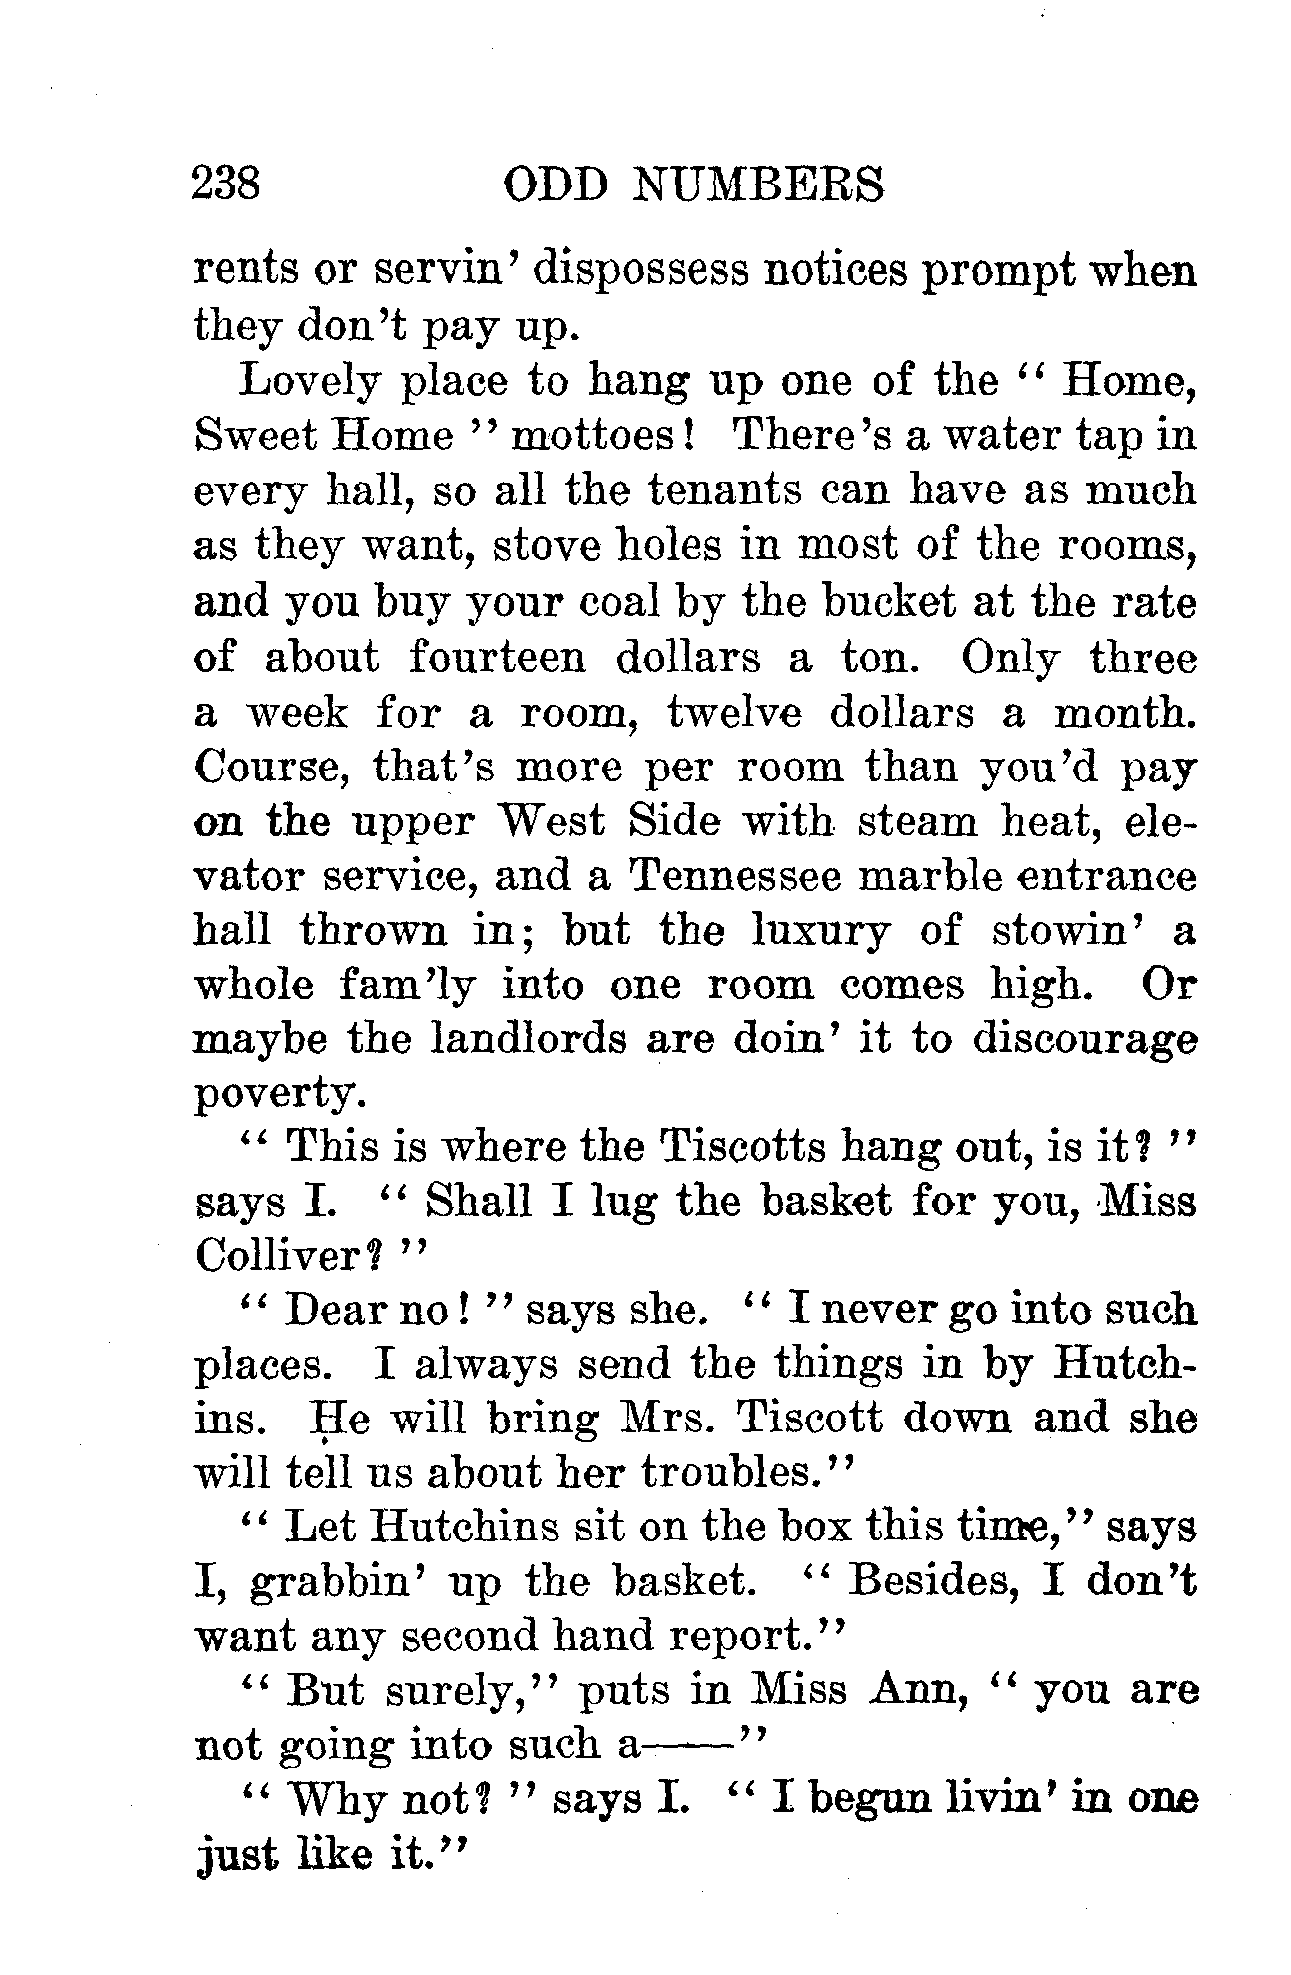 238 ODD NUMBERS
rents or servin' dispossess notices prompt when
they don't pay up.
Lovely place to hang up one of the " Home,
Sweet Home " mottoes! There's a water tap in
every hall, so all the tenants can have as much
as they want, stove holes in most of the rooms,
and you buy your coal by the bucket at the rate
of about fourteen dollars a ton. Only three
a week for a room, twelve dollars a month.
Course, that's more per room than you'd pay
on the upper West Side with steam heat, ele-
vator service, and a Tennessee marble entrance
hall thrown in; but the luxury of stowin' a
whole fam'ly into one room comes high. Or
maybe the landlords are doin' it to discourage
poverty.
" This is where the Tiscotts hang out, is it? "
says I. " Shall I lug the basket for you, Miss
Colliver? "
" Dear no! " says she. " I never go into such
places. I always send the things in by Hutch-
ins. He will bring Mrs. Tiscott down and she
will tell us about her troubles."
" Let Hutchins sit on the box this time," says
I, grabbin' up the basket. " Besides, I don't
want any second hand report."
" But surely," puts in Miss Ann, " you are
not going into such a——"
" Why not? " says I. " I begun livin' in one
just like it."